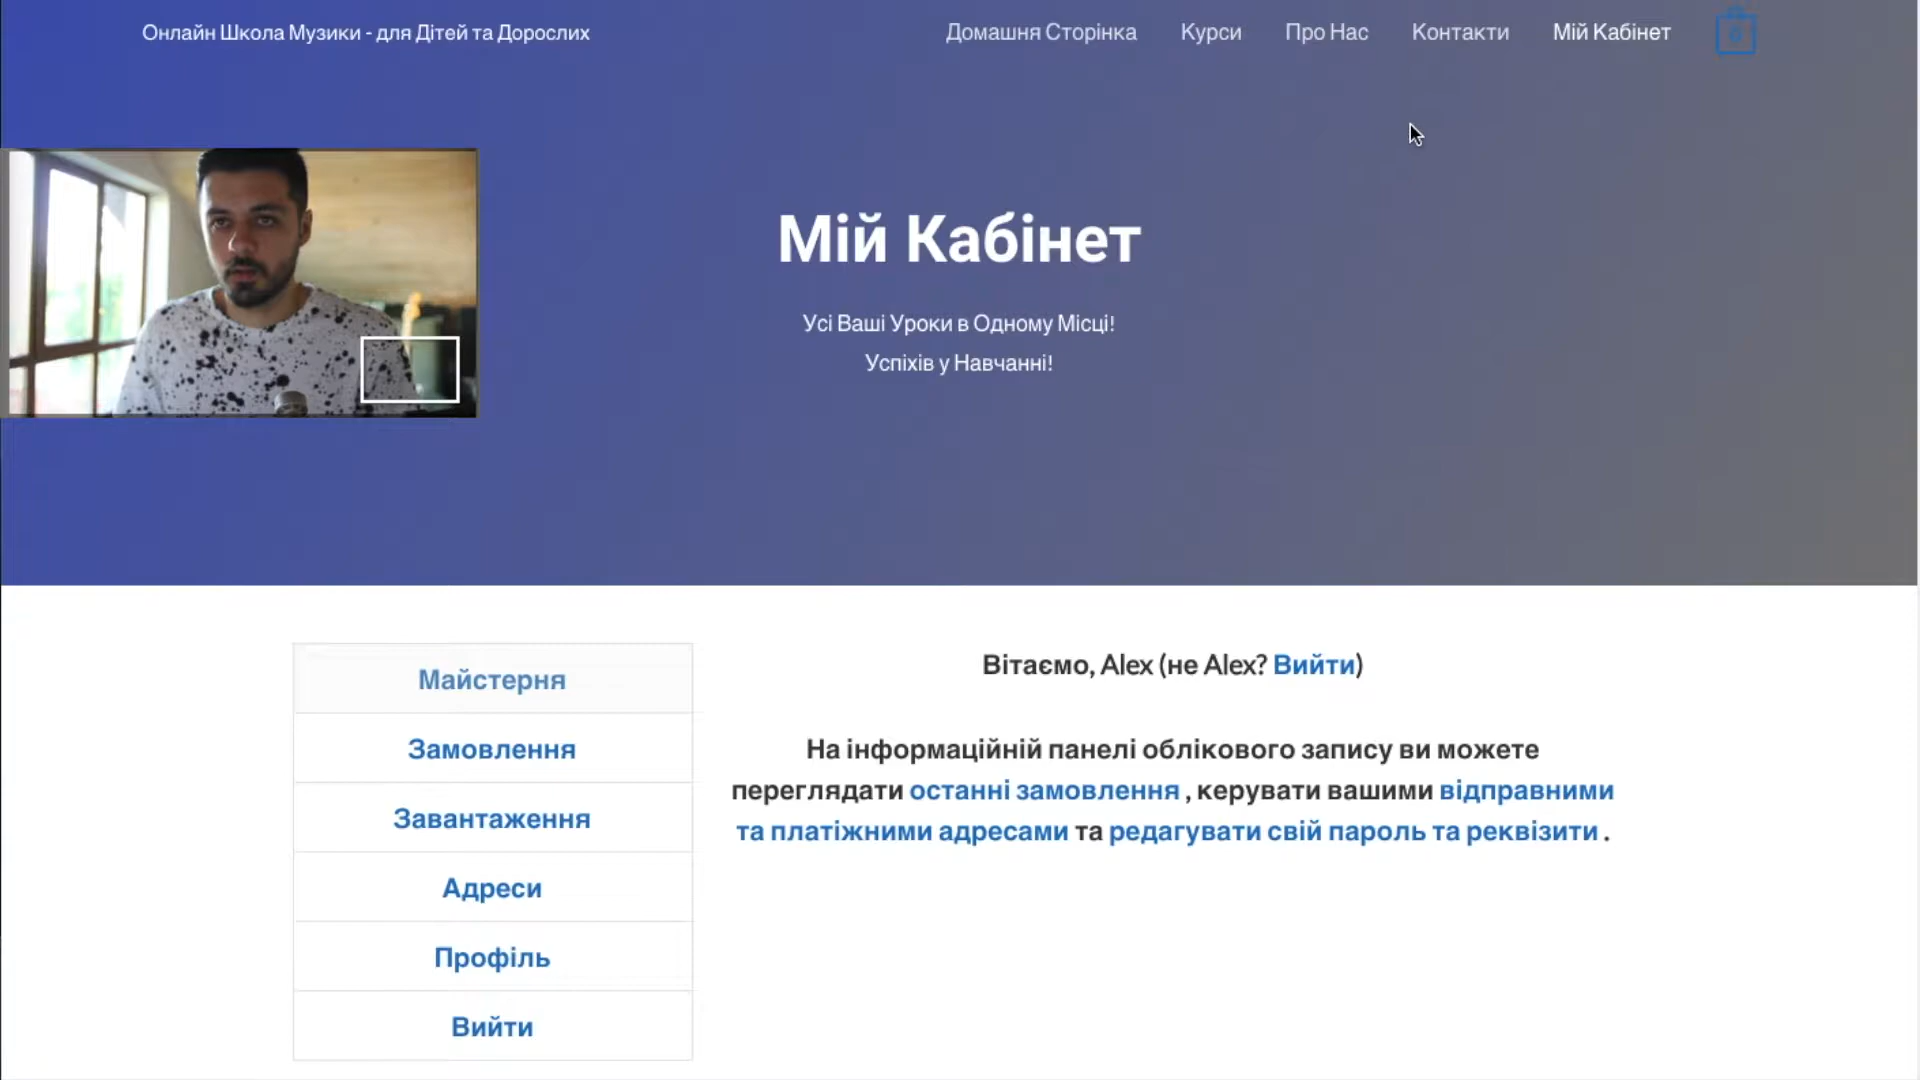 Онлайн Школа Музики - для Дітей та Дорослих
Домашня Сторінка
Курси
Про Нас
Контакти
Мій Кабінет
0
Мій Кабінет
Усі Ваші Уроки в Одному Місці!
Успіхів у Навчанні!
Майстерня
Замовлення
Завантаження
Адреси
Профіль
Вийти
Вітаємо, Alex (не Alex? Вийти)
На інформаційній панелі облікового запису ви можете
переглядати останні замовлення , керувати вашими відправними
та платіжними адресами та редагувати свій пароль та реквізити .